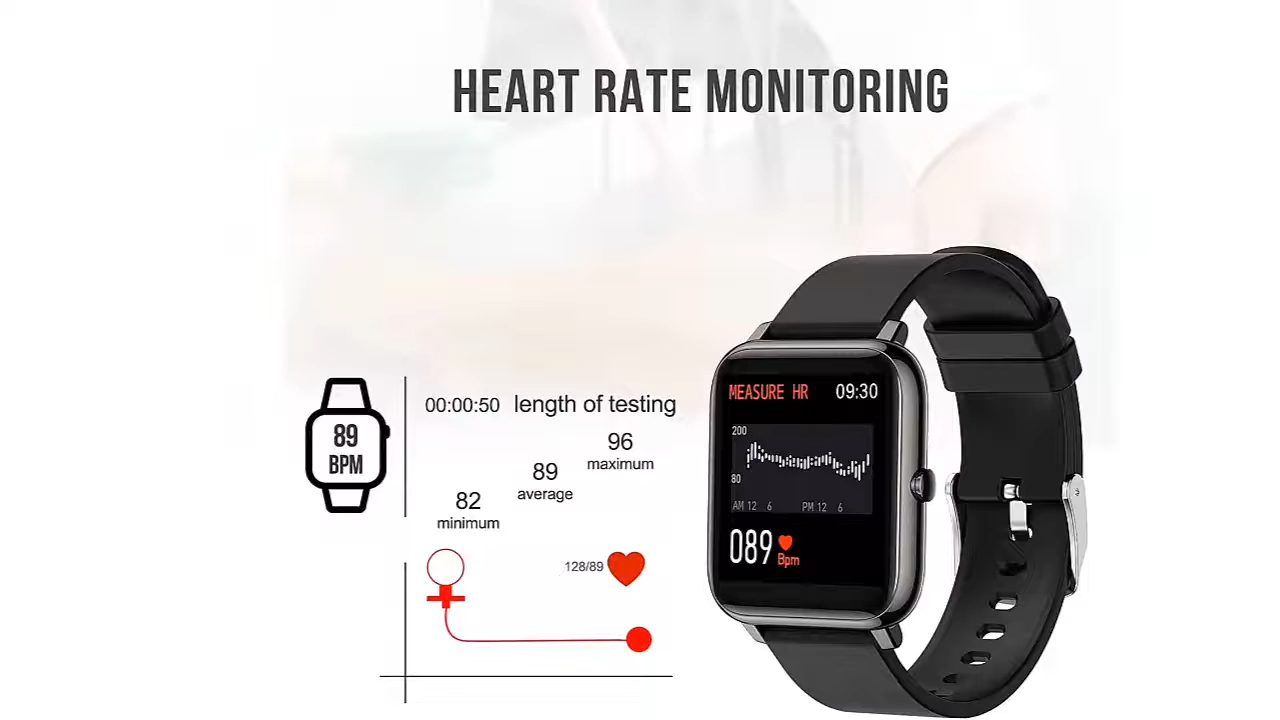 HEART RATE MONITORING
89
BPM
00:00:50 length of testing
96
maximum
89
average
82
minimum
128/89
MEASURE HR 09:30
200
80
AM 12 6 PM 12 6
089
Bpm